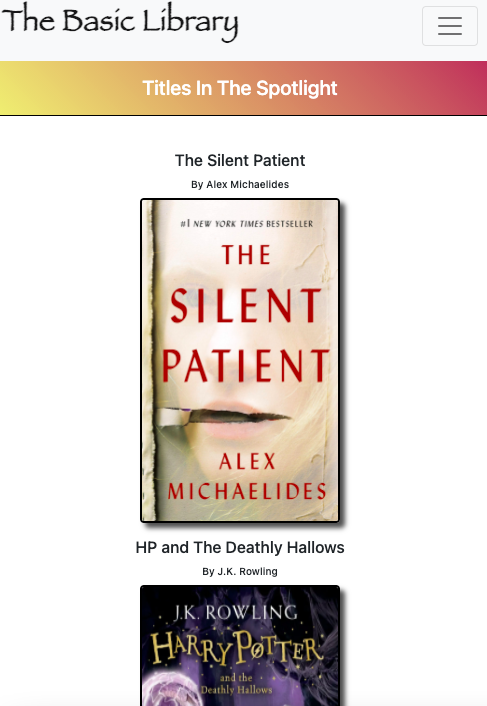 The Basic Library
Titles In The Spotlight
The Silent Patient
By Alex Michaelides
#1 NEW YORK TIMES BESTSELLER
THE
SILENT
PATIENT
ALEX
MICHAELIDES
HP and The Deathly Hallows
By J.K. Rowling
J.K. ROWLING
HARRY POTTER
and the
Deathly Hallows